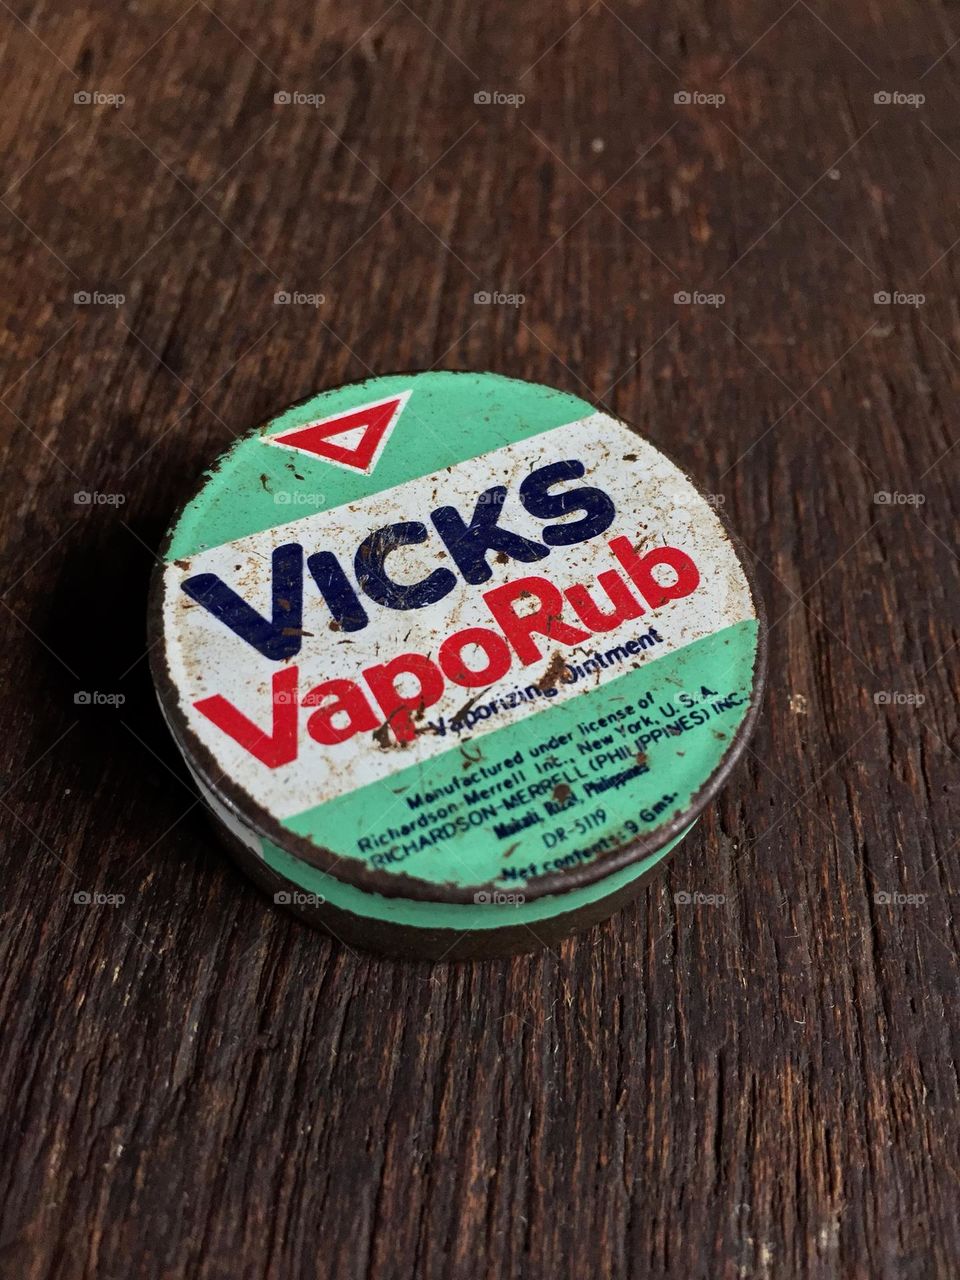 VICKS
VapoRub
Vaporizing Ointment
Manufactured under license of
Richardson-Merrell Inc., New York, U.S.A.
RICHARDSON-MERRELL (PHILIPPINES) INC.
Makati, Rizal, Philippines
DR-5119
Net contents: 9 Gms.
foap